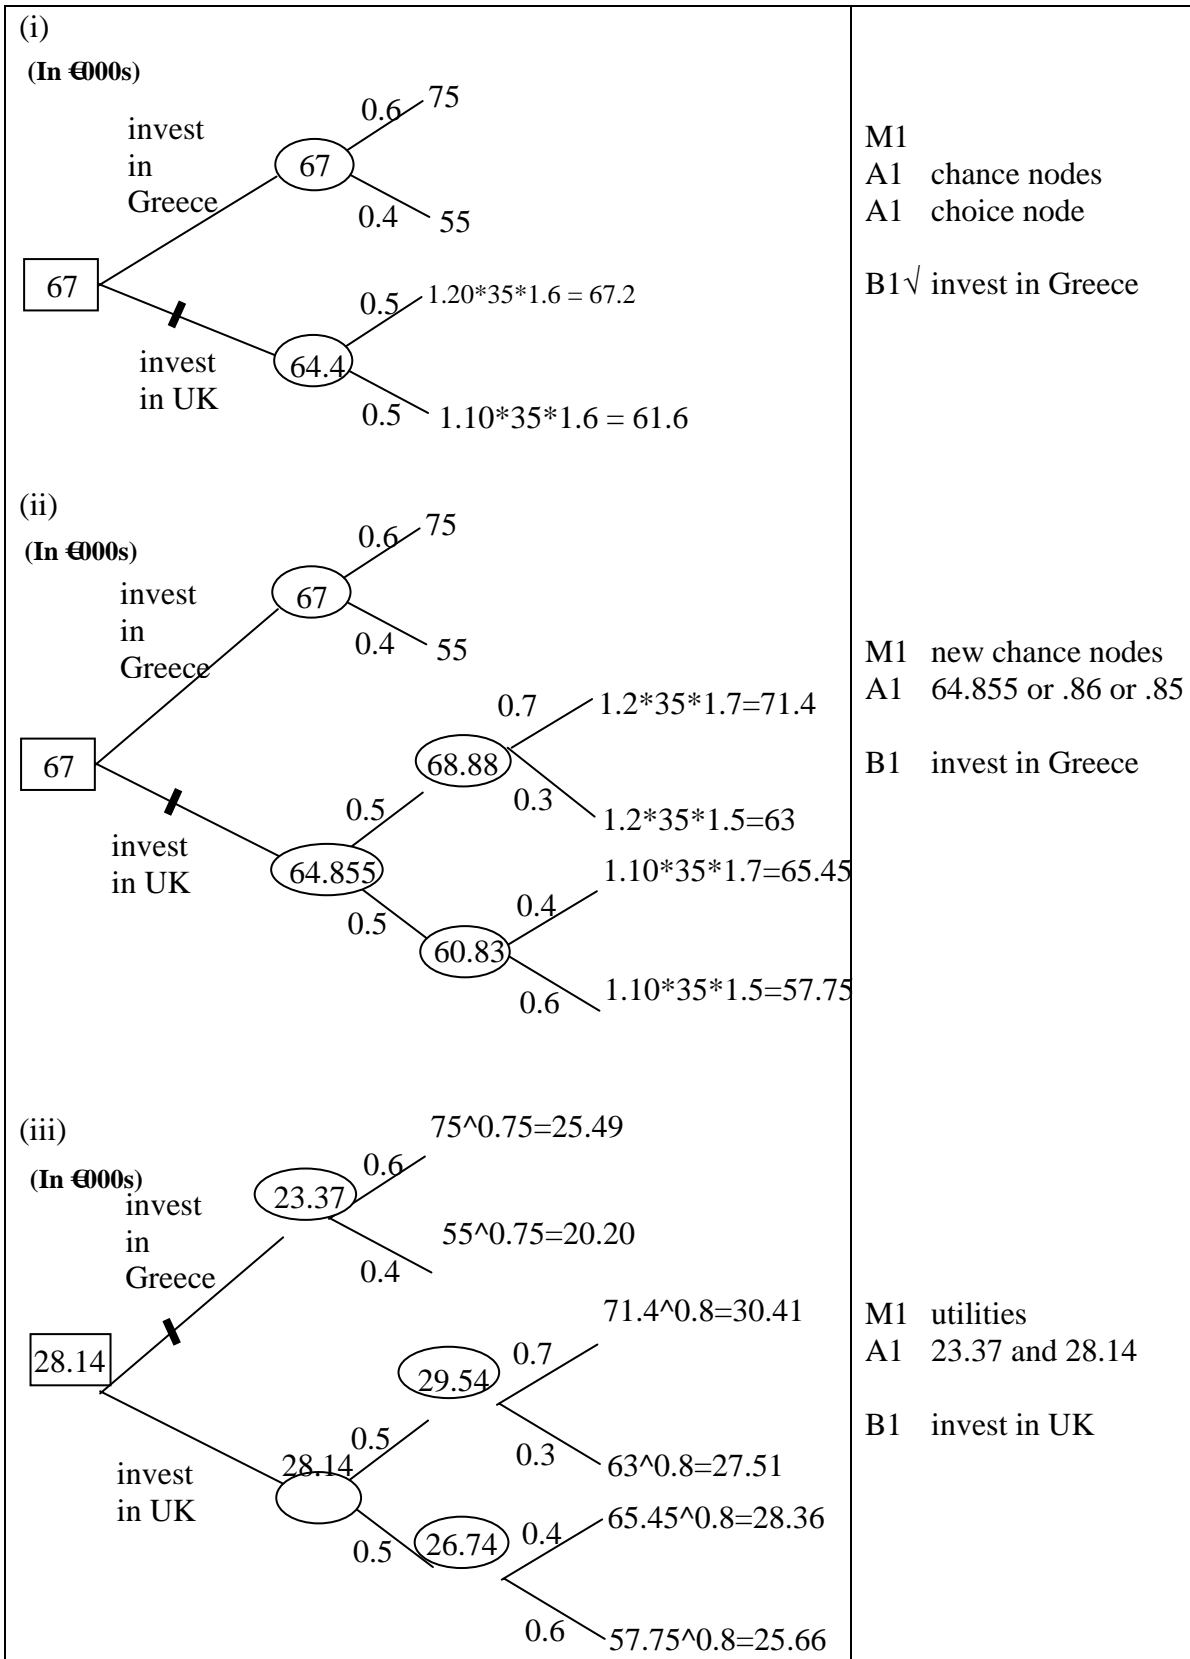 (i)
(In €000s)
invest
in
Greece
0.6
75
67
0.4
55
67
0.5
1.20*35*1.6 = 67.2
invest
in UK
64.4
0.5
1.10*35*1.6 = 61.6
M1
A1 chance nodes
A1 choice node
B1√ invest in Greece
(ii)
(In €000s)
invest
in
Greece
0.6
75
67
0.4
55
67
0.7
1.2*35*1.7=71.4
68.88
0.5
0.3
1.2*35*1.5=63
invest
in UK
64.855
1.10*35*1.7=65.45
0.5
0.4
60.83
0.6
1.10*35*1.5=57.75
M1 new chance nodes
A1 64.855 or .86 or .85
B1 invest in Greece
(iii)
(In €000s)
invest
in
Greece
75^0.75=25.49
0.6
23.37
55^0.75=20.20
0.4
71.4^0.8=30.41
28.14
0.7
29.54
0.5
0.3
63^0.8=27.51
28.14
invest
in UK
65.45^0.8=28.36
0.5
0.4
26.74
0.6
57.75^0.8=25.66
M1 utilities
A1 23.37 and 28.14
B1 invest in UK